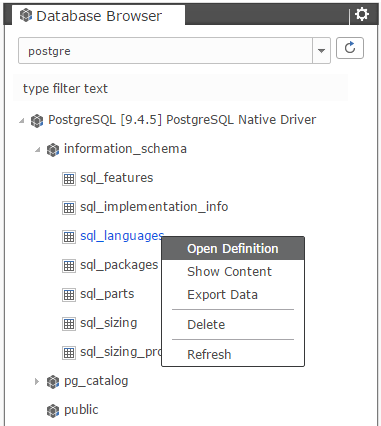 Database Browser
postgre
type filter text
PostgreSQL [9.4.5] PostgreSQL Native Driver
information_schema
sql_features
sql_implementation_info
sql_languages
Open Definition
Show Content
sql_packages
Export Data
sql_parts
Delete
sql_sizing
Refresh
sql_sizing_pro
pg_catalog
public